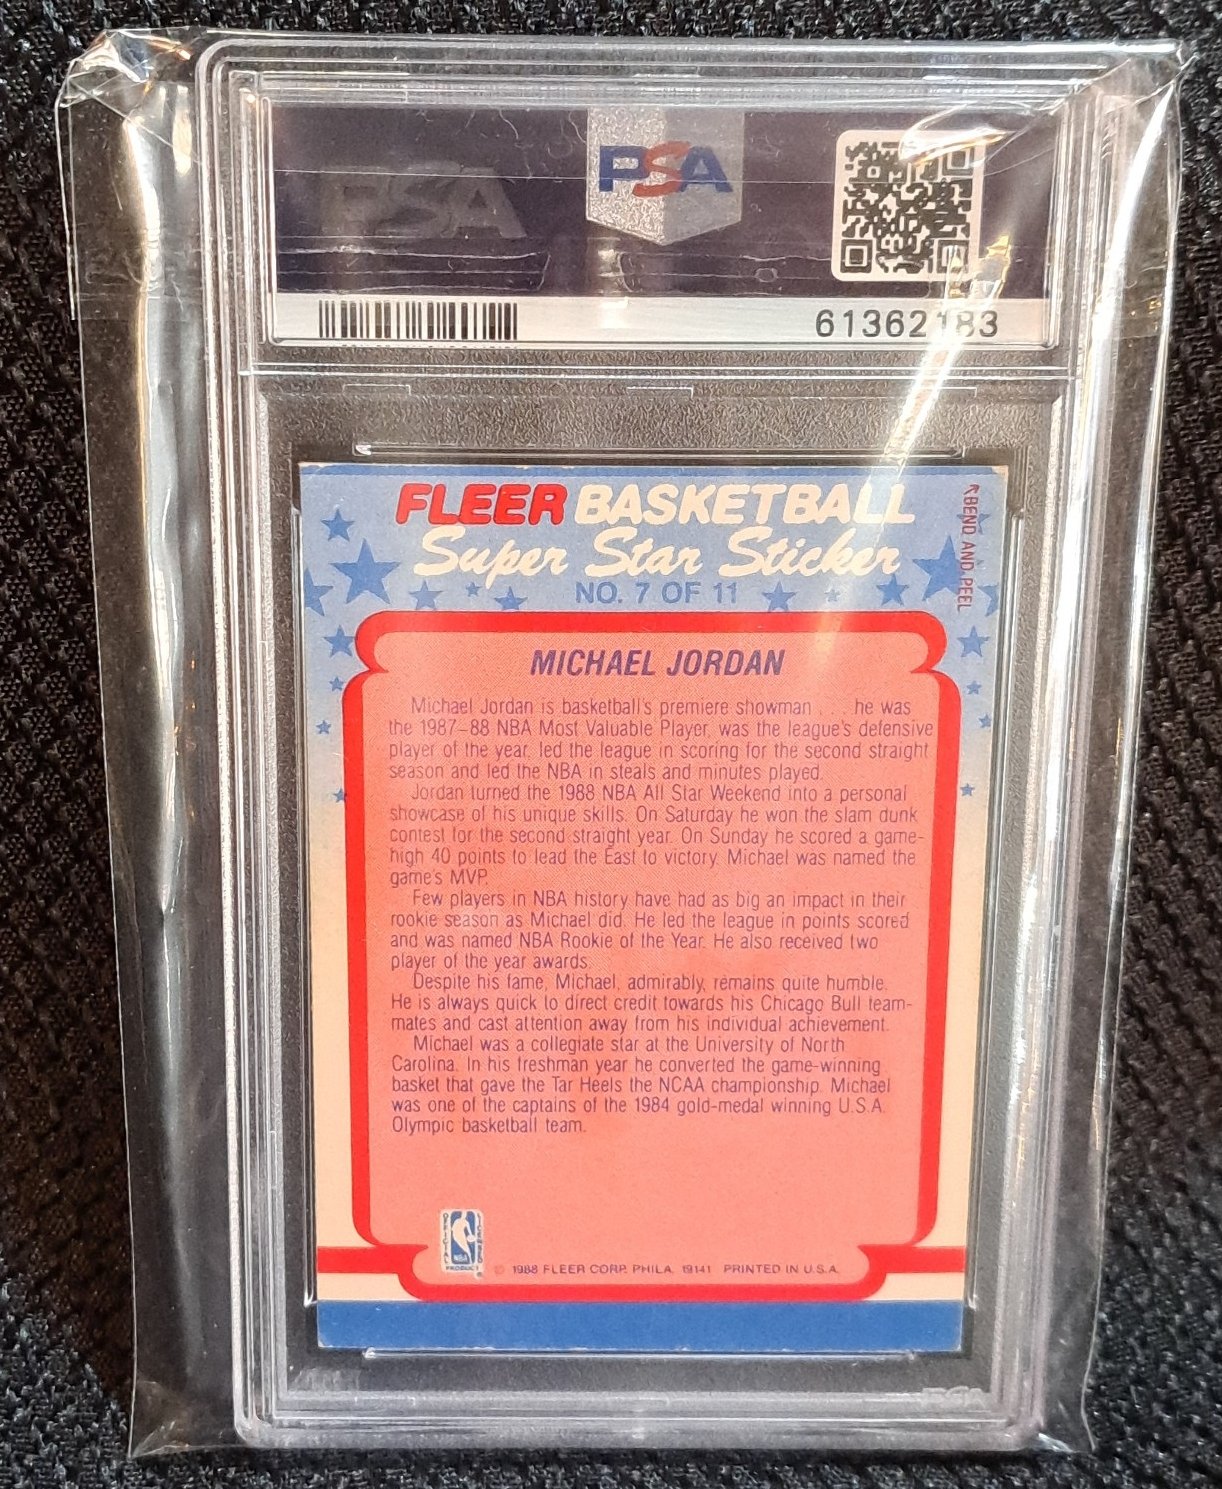 PSA
PSA
61362183
FLEER BASKETBALL
Super Star Sticker
NO. 7 OF 11
BEND AND PEEL
MICHAEL JORDAN
Michael Jordan is basketball's premiere showman . . . he was
the 1987–88 NBA Most Valuable Player, was the league's defensive
player of the year, led the league in scoring for the second straight
season and led the NBA in steals and minutes played.
Jordan turned the 1988 NBA All Star Weekend into a personal
showcase of his unique skills. On Saturday he won the slam dunk
contest for the second straight year. On Sunday he scored a game-
high 40 points to lead the East to victory. Michael was named the
game's MVP.
Few players in NBA history have had as big an impact in their
rookie season as Michael did. He led the league in points scored
and was named NBA Rookie of the Year. He also received two
player of the year awards.
Despite his fame, Michael, admirably, remains quite humble.
He is always quick to direct credit towards his Chicago Bull team-
mates and cast attention away from his individual achievement.
Michael was a collegiate star at the University of North
Carolina. In his freshman year he converted the game-winning
basket that gave the Tar Heels the NCAA championship. Michael
was one of the captains of the 1984 gold-medal winning U.S.A.
Olympic basketball team.
OFFICIAL LICENSED
NBA
PRODUCT ®
© 1988 FLEER CORP. PHILA. 19141 PRINTED IN U.S.A.